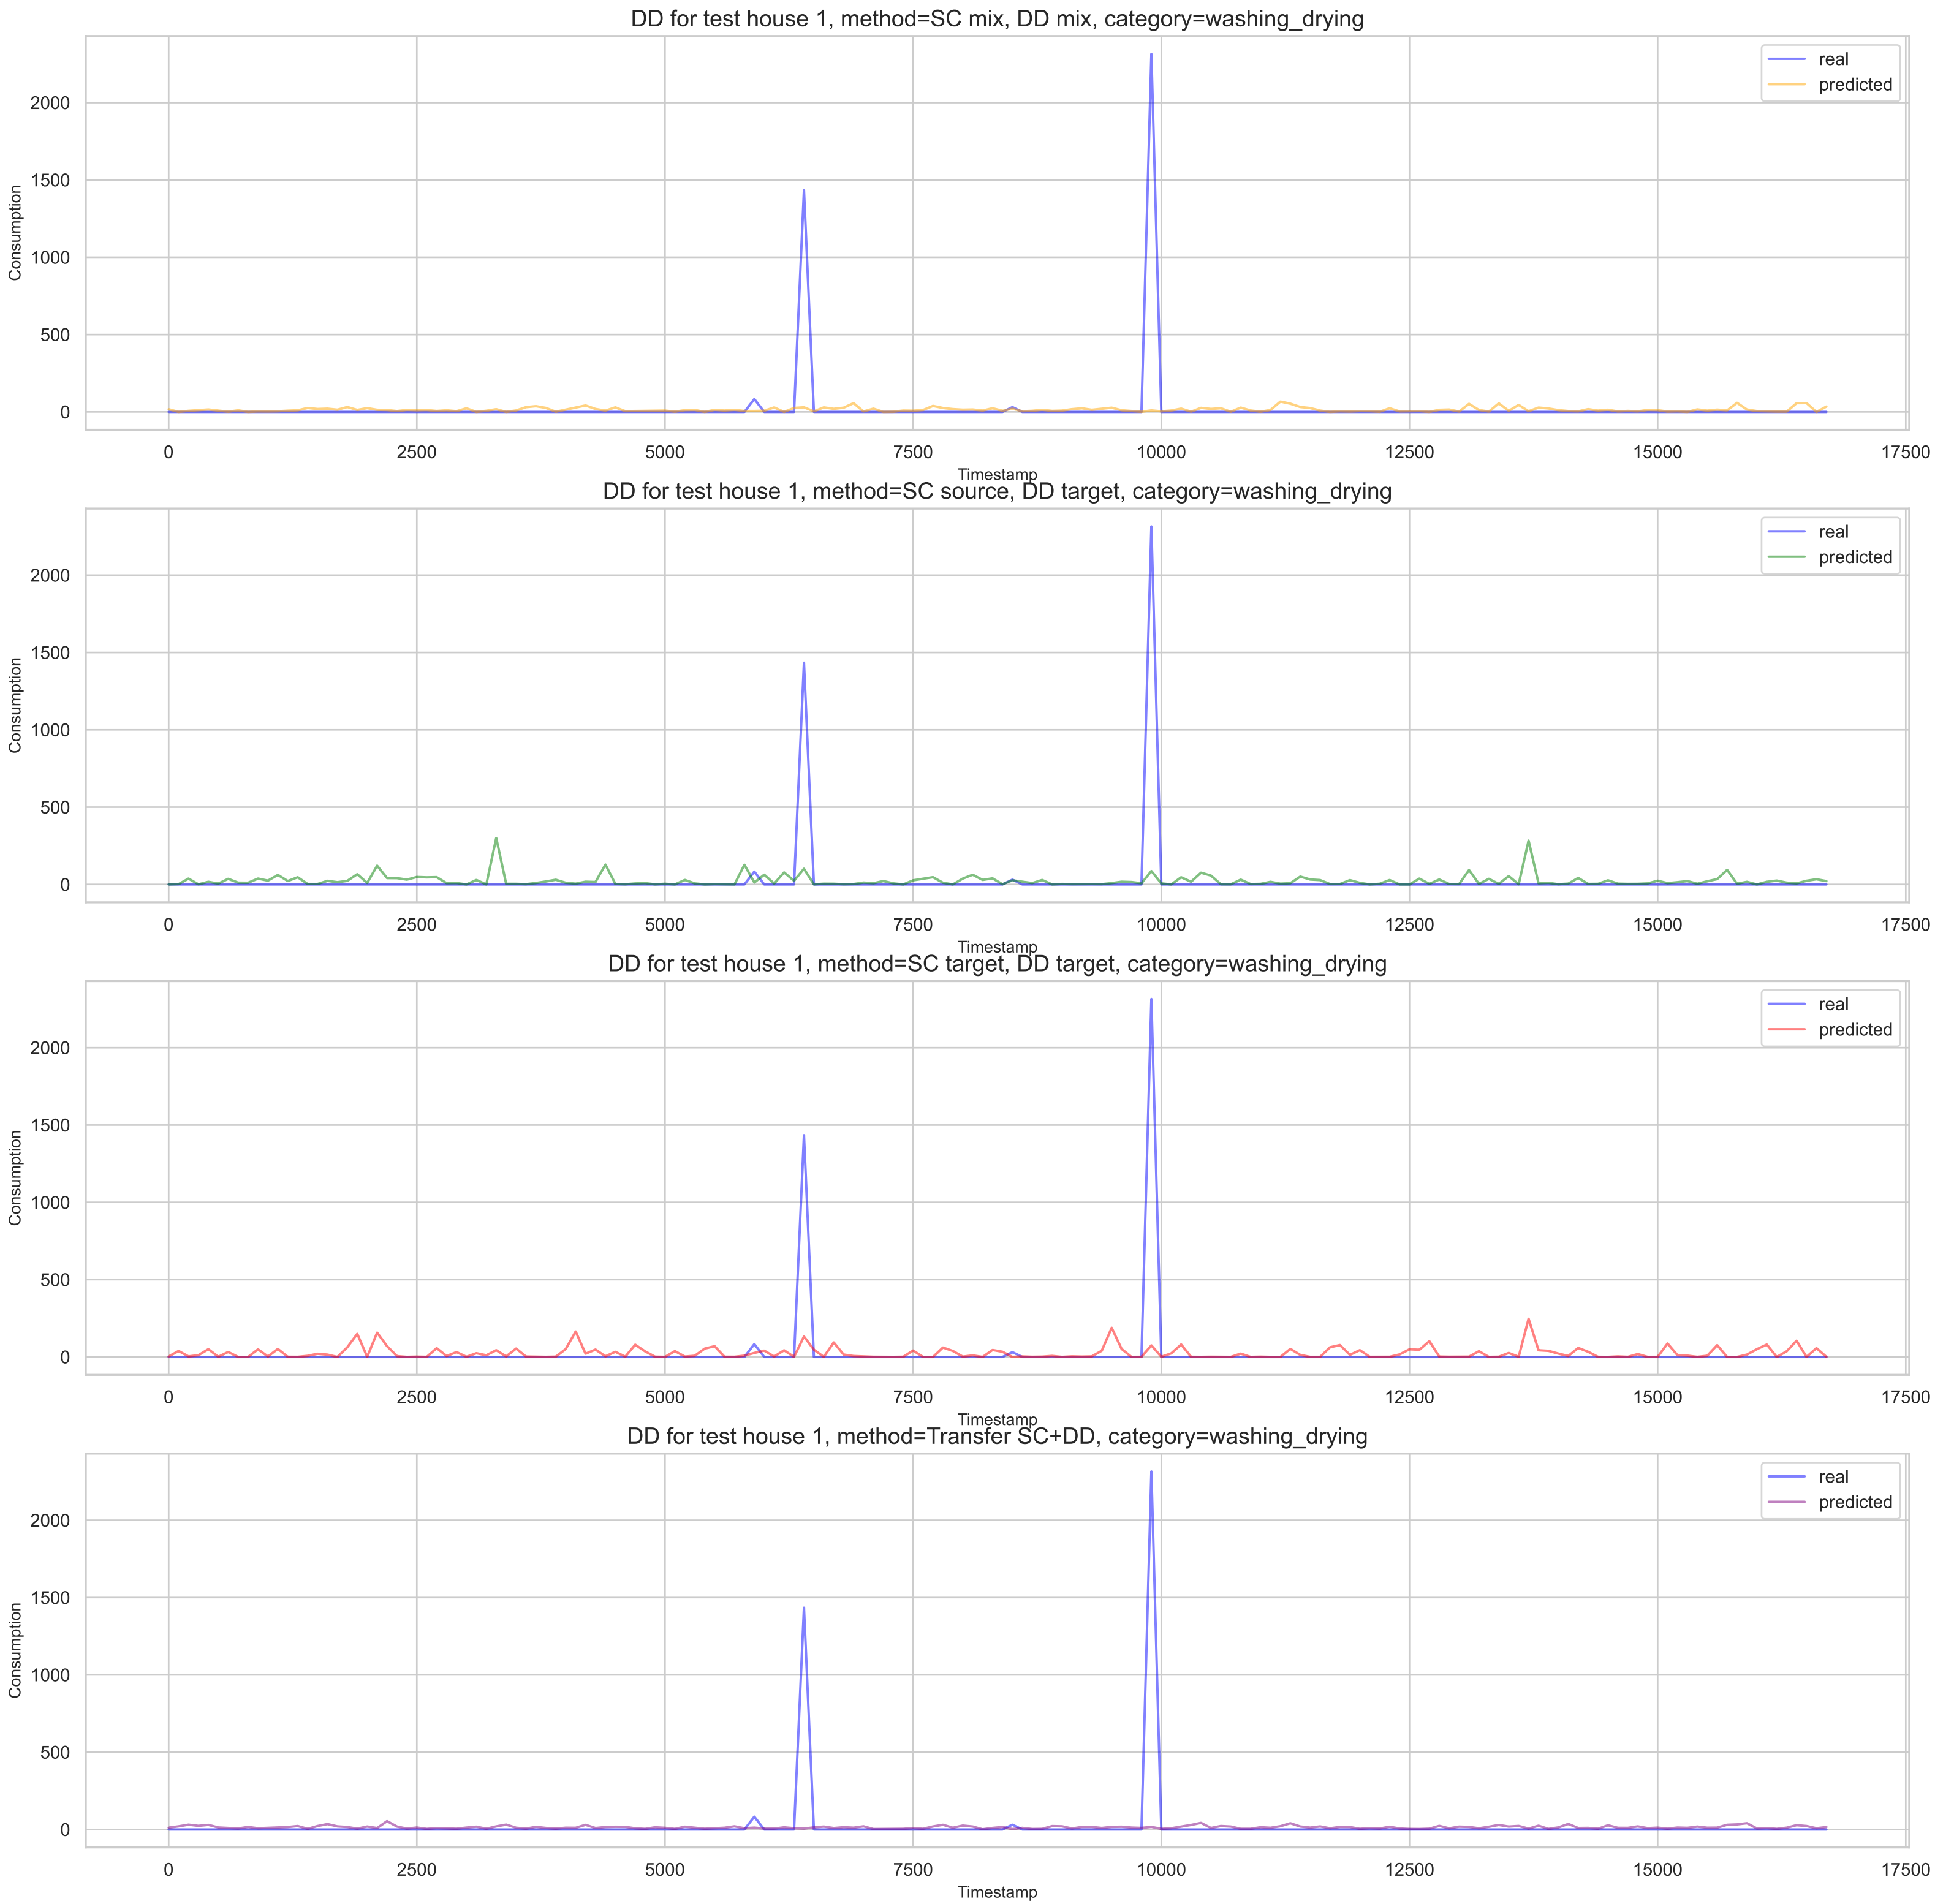 DD for test house 1, method=SC mix, DD mix, category=washing_drying
real
predicted
2000
1500
1000
500
0
Consumption
0 2500 5000 7500 10000 12500 15000 17500
Timestamp
DD for test house 1, method=SC source, DD target, category=washing_drying
real
predicted
2000
1500
1000
500
0
Consumption
0 2500 5000 7500 10000 12500 15000 17500
Timestamp
DD for test house 1, method=SC target, DD target, category=washing_drying
real
predicted
2000
1500
1000
500
0
Consumption
0 2500 5000 7500 10000 12500 15000 17500
Timestamp
DD for test house 1, method=Transfer SC+DD, category=washing_drying
real
predicted
2000
1500
1000
500
0
Consumption
0 2500 5000 7500 10000 12500 15000 17500
Timestamp